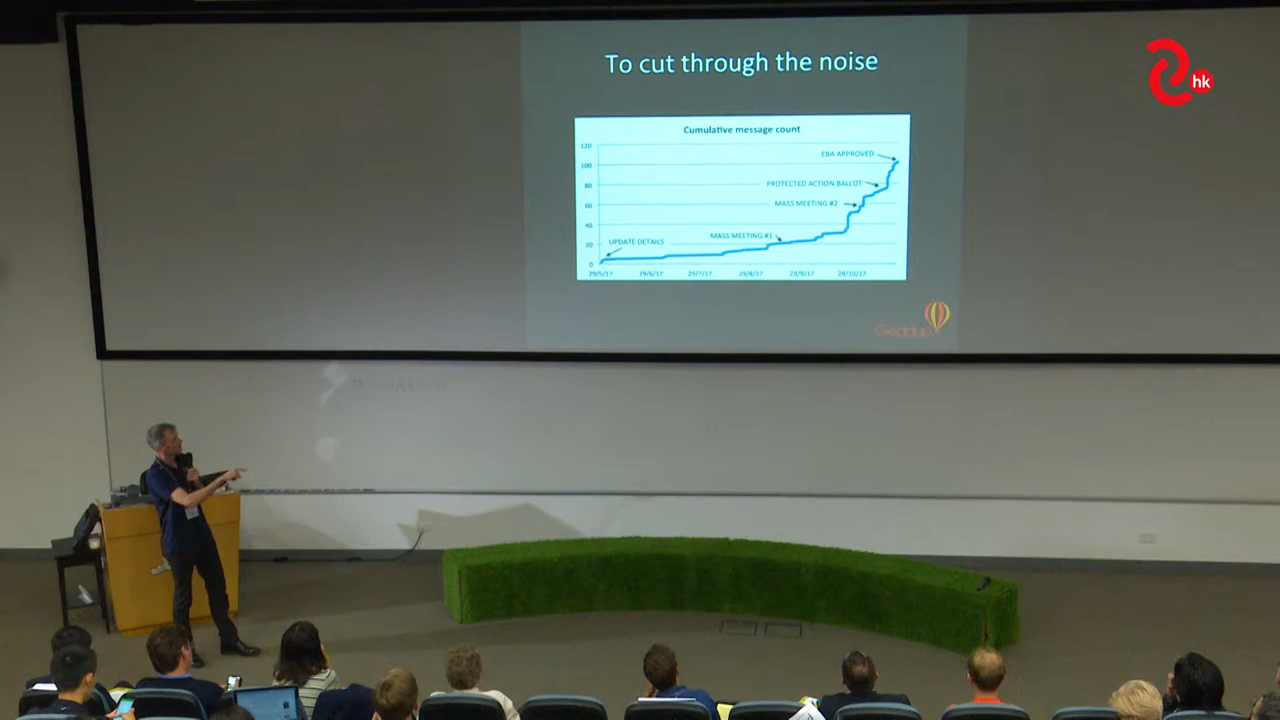 To cut through the noise
hk
Cumulative message count
120
100
80
60
40
20
0
EBA APPROVED
PROTECTED ACTION BALLOT
MASS MEETING #2
MASS MEETING #1
UPDATE DETAILS
29/5/17 29/6/17 29/7/17 29/8/17 29/9/17 29/10/17
Geddup